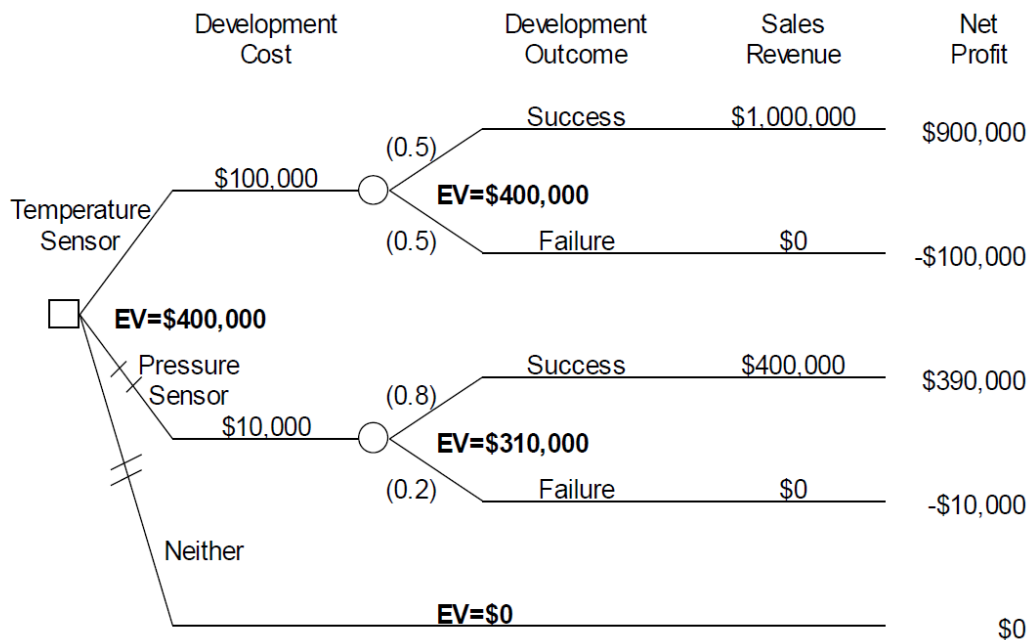 Development Cost
Development Outcome
Sales Revenue
Net Profit
Success
$1,000,000
$900,000
(0.5)
$100,000
EV=$400,000
Temperature Sensor
(0.5)
Failure
$0
-$100,000
EV=$400,000
Pressure Sensor
Success
$400,000
$390,000
(0.8)
$10,000
EV=$310,000
(0.2)
Failure
$0
-$10,000
Neither
EV=$0
$0